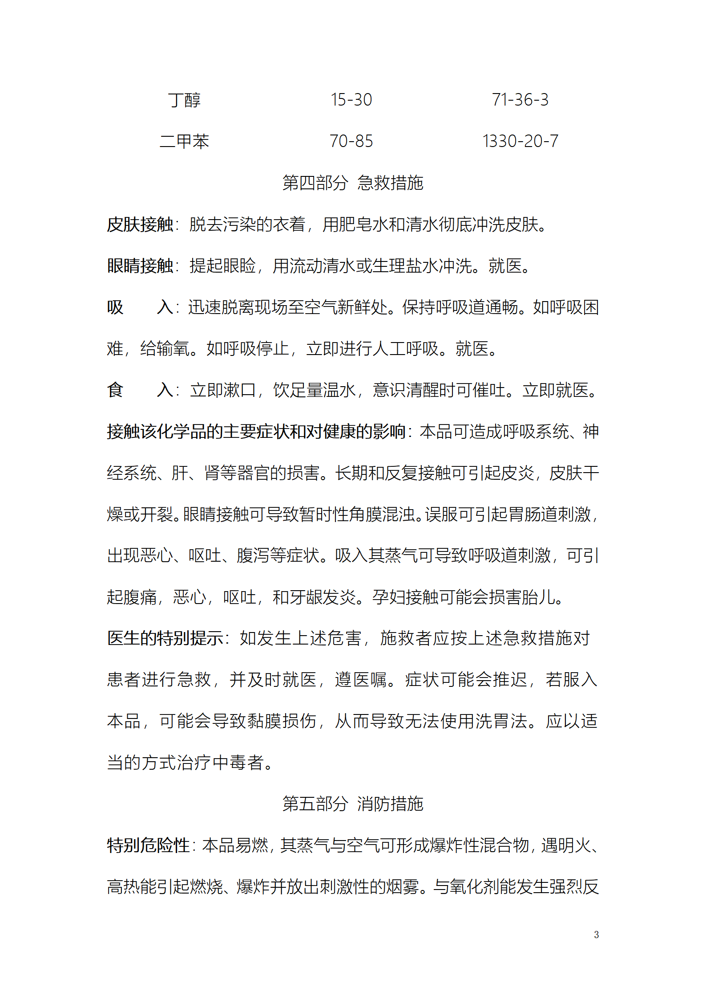 丁醇 15-30 71-36-3
二甲苯 70-85 1330-20-7
第四部分 急救措施
皮肤接触：脱去污染的衣着，用肥皂水和清水彻底冲洗皮肤。
眼睛接触：提起眼睑，用流动清水或生理盐水冲洗。就医。
吸　　入：迅速脱离现场至空气新鲜处。保持呼吸道通畅。如呼吸困
难，给输氧。如呼吸停止，立即进行人工呼吸。就医。
食　　入：立即漱口，饮足量温水，意识清醒时可催吐。立即就医。
接触该化学品的主要症状和对健康的影响：本品可造成呼吸系统、神
经系统、肝、肾等器官的损害。长期和反复接触可引起皮炎，皮肤干
燥或开裂。眼睛接触可导致暂时性角膜混浊。误服可引起胃肠道刺激，
出现恶心、呕吐、腹泻等症状。吸入其蒸气可导致呼吸道刺激，可引
起腹痛，恶心，呕吐，和牙龈发炎。孕妇接触可能会损害胎儿。
医生的特别提示：如发生上述危害，施救者应按上述急救措施对
患者进行急救，并及时就医，遵医嘱。症状可能会推迟，若服入
本品，可能会导致黏膜损伤，从而导致无法使用洗胃法。应以适
当的方式治疗中毒者。
第五部分 消防措施
特别危险性：本品易燃，其蒸气与空气可形成爆炸性混合物，遇明火、
高热能引起燃烧、爆炸并放出刺激性的烟雾。与氧化剂能发生强烈反
3